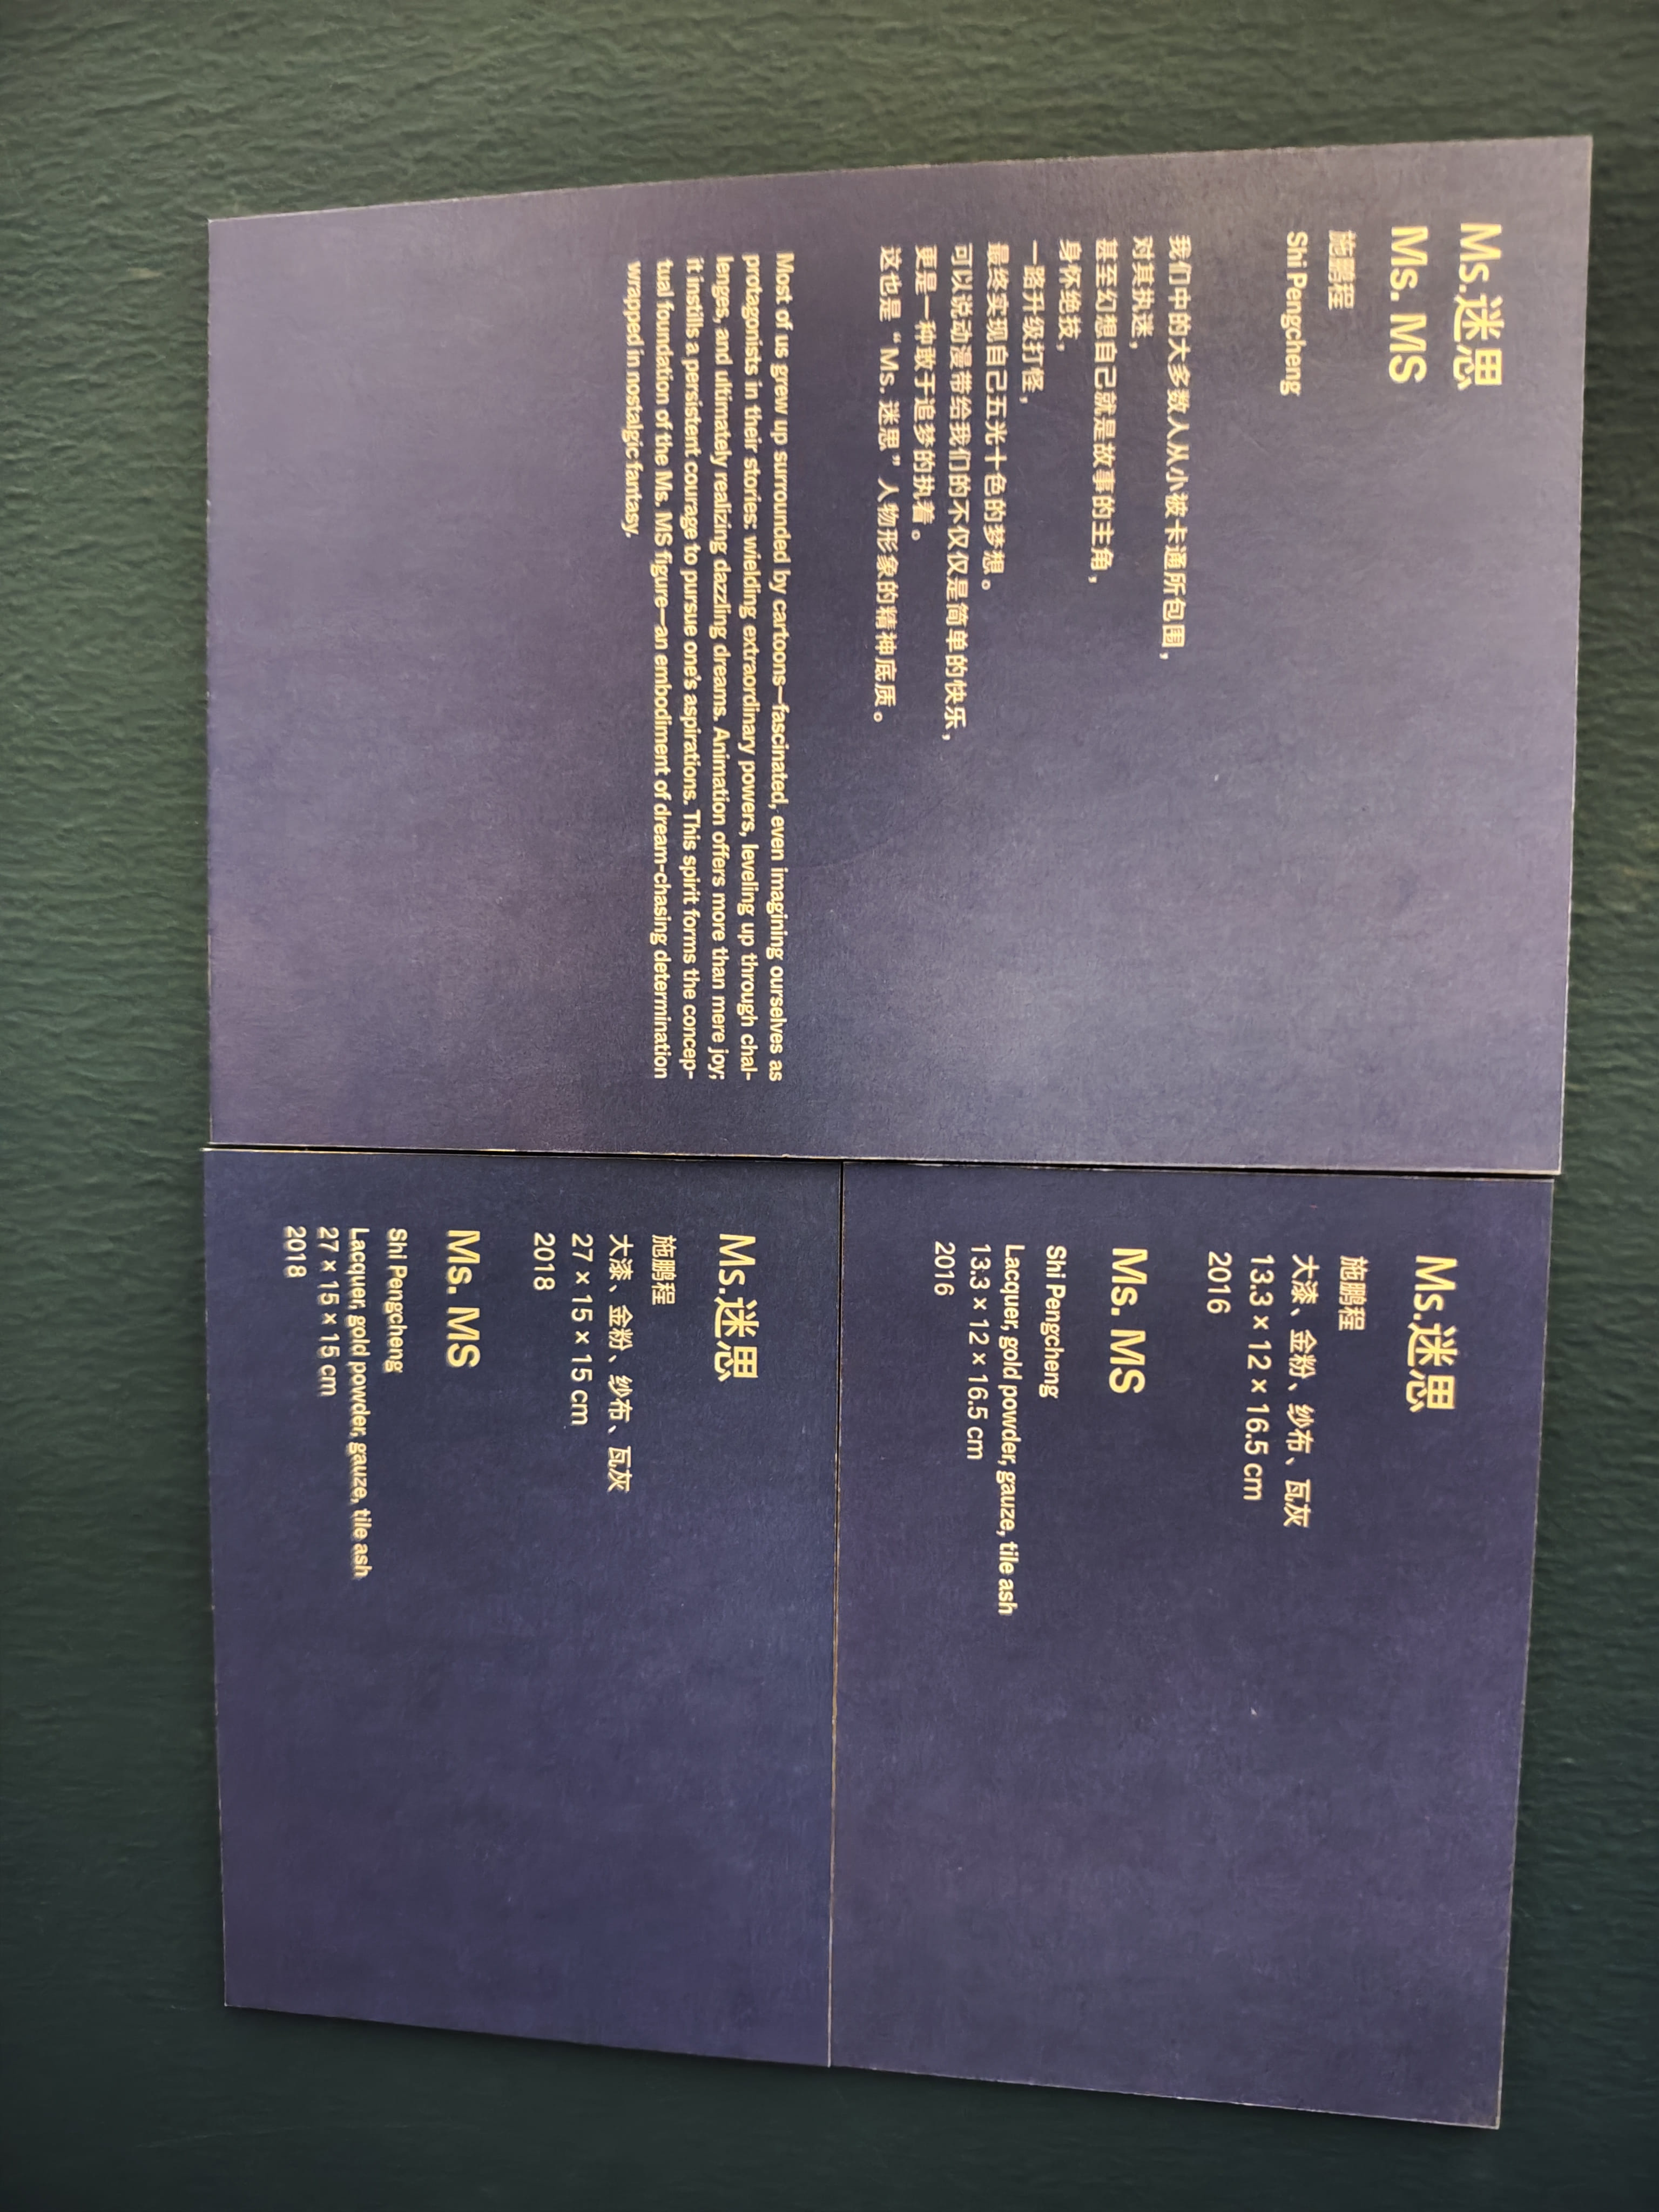 Ms.迷思
Ms. MS
施鹏程
Shi Pengcheng
我们中的大多数人从小被卡通所包围，
对其执迷，
甚至幻想自己就是故事的主角，
身怀绝技，
一路升级打怪，
最终实现自己五光十色的梦想。
可以说动漫带给我们的不仅仅是简单的快乐，
更是一种敢于追梦的执着。
这也是“Ms. 迷思”人物形象的精神底质。
Most of us grew up surrounded by cartoons—fascinated, even imagining ourselves as
protagonists in their stories: wielding extraordinary powers, leveling up through chal-
lenges, and ultimately realizing dazzling dreams. Animation offers more than mere joy;
it instills a persistent courage to pursue one's aspirations. This spirit forms the concep-
tual foundation of the Ms. MS figure—an embodiment of dream-chasing determination
wrapped in nostalgic fantasy.
Ms.迷思
施鹏程
大漆、金粉、纱布、瓦灰
13.3 × 12 × 16.5 cm
2016
Ms. MS
Shi Pengcheng
Lacquer, gold powder, gauze, tile ash
13.3 × 12 × 16.5 cm
2016
Ms.迷思
施鹏程
大漆、金粉、纱布、瓦灰
27 × 15 × 15 cm
2018
Ms. MS
Shi Pengcheng
Lacquer, gold powder, gauze, tile ash
27 × 15 × 15 cm
2018